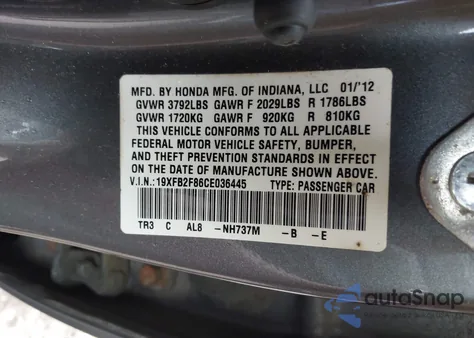 MFD. BY HONDA MFG. OF INDIANA, LLC 01/'12
GVWR 3792LBS GAWR F 2029LBS R 1786LBS
GVWR 1720KG GAWR F 920KG R 810KG
THIS VEHICLE CONFORMS TO ALL APPLICABLE
FEDERAL MOTOR VEHICLE SAFETY, BUMPER,
AND THEFT PREVENTION STANDARDS IN EFFECT
ON THE DATE OF MANUFACTURE SHOWN ABOVE.
V.I.N.: 19XFB2F86CE036445 TYPE: PASSENGER CAR
TR3 C AL8 -NH737M -B -E
autoSnap